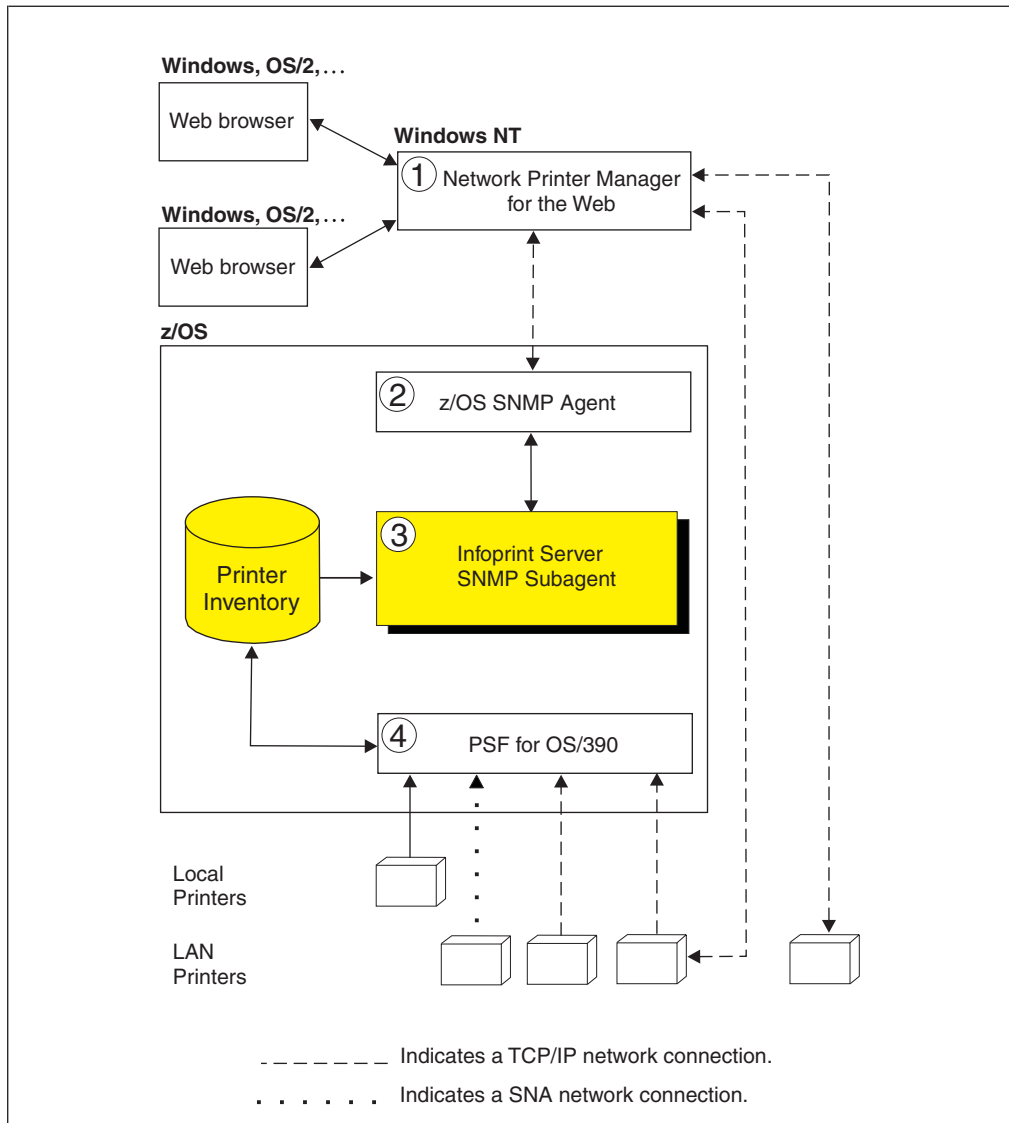 Windows, OS/2,...
Web browser
Windows NT
1
Network Printer Manager
for the Web
Windows, OS/2,...
Web browser
z/OS
2
z/OS SNMP Agent
3
Infoprint Server
SNMP Subagent
Printer
Inventory
4
PSF for OS/390
Local
Printers
LAN
Printers
Indicates a TCP/IP network connection.
Indicates a SNA network connection.